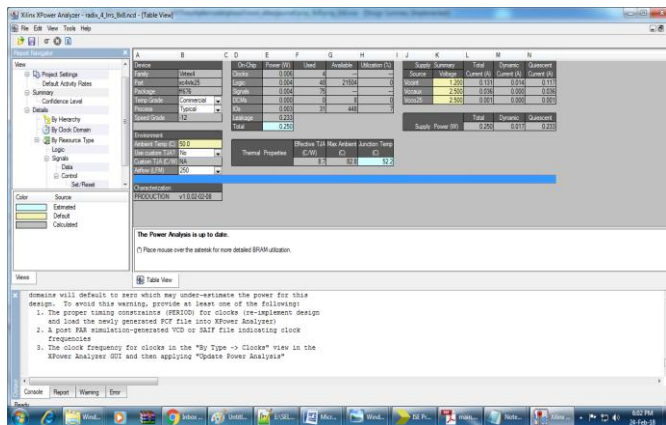 Xilinx XPower Analyzer - radix_4_lms_8x8.ncd - [Table View]
File Edit View Tools Help
Report Navigator
View
Project Settings
Default Activity Rates
Summary
Confidence Level
Details
By Hierarchy
By Clock Domain
By Resource Type
Logic
Signals
Data
Control
Set/Reset
Color Source
Estimated
Default
Calculated
Views
A B C D E F G H I J K L M N
Device
Family Virtex4
Part xc4vlx25
Package ff676
Temp Grade Commercial
Process Typical
Speed Grade -12
Environment
Ambient Temp (C) 50.0
Use custom TJA? No
Custom TJA (C/W) NA
Airflow (LFM) 250
Characterization
PRODUCTION v1.0,02-02-08
On-Chip Power (W) Used Available Utilization (%)
Clocks 0.006
Logic 0.004 48 21504 0
Signals 0.004 75 --- ---
DCMs 0.000 0 8 0
IOs 0.003 33 448 7
Leakage 0.233
Total 0.250
Effective TJA Max Ambient Junction Temp
Thermal Properties (C/W) (C) (C)
82.8 52.2
Supply Summary Total Dynamic Quiescent
Source Voltage Current (A) Current (A) Current (A)
Vccint 1.200 0.131 0.014 0.117
Vccaux 2.500 0.036 0.000 0.036
Vcco25 2.500 0.001 0.000 0.001
Total Dynamic Quiescent
Supply Power (W) 0.250 0.017 0.233
The Power Analysis is up to date.
(*) Place mouse over the asterisk for more detailed BRAM utilization.
Table View
domains will default to zero which may under-estimate the power for this
design. To avoid this warning, provide at least one of the following:
1. The proper timing constraints (PERIOD) for clocks (re-implement design
and load the newly generated PCF file into XPower Analyzer)
2. A post PAR simulation-generated VCD or SAIF file indicating clock
frequencies
3. The clock frequency for clocks in the "By Type -> Clocks" view in the
XPower Analyzer GUI and then applying "Update Power Analysis"
Console Report Warning Error
Ready
Wind... Inbox ... Untitl... E:\SEL... Micr... Wind... ISE Pr... man... Note... Xilinx ... 6:02 PM
26-Feb-18